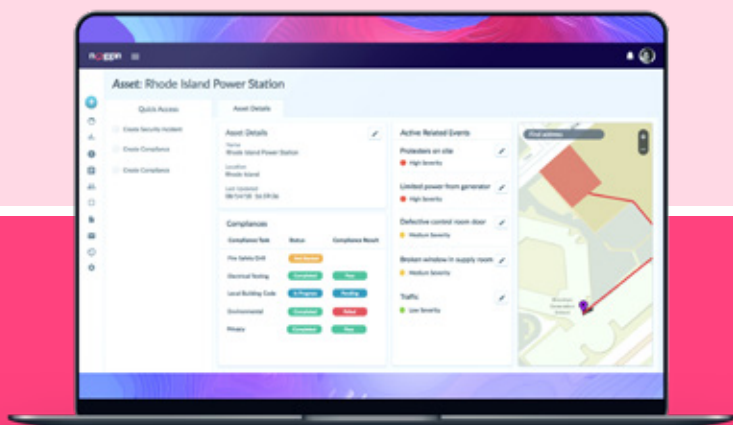 Asset: Rhode Island Power Station
Quick Access
Asset Details
Create Security Incident
Create Compliance
Create Compliance
Asset Details
Name
Rhode Island Power Station
Location
Rhode Island
Last Updated
Compliances
Compliance Task Status Compliance Result
Fire Safety Drill
Electrical Testing Completed Pass
Local Building Code In Progress Pending
Environmental Completed Failed
Privacy Completed Pass
Active Related Events
Protesters on site
High Severity
Limited power from generator
High Severity
Defective control room door
Medium Severity
Broken window in supply room
Medium Severity
Traffic
Low Severity
Find address